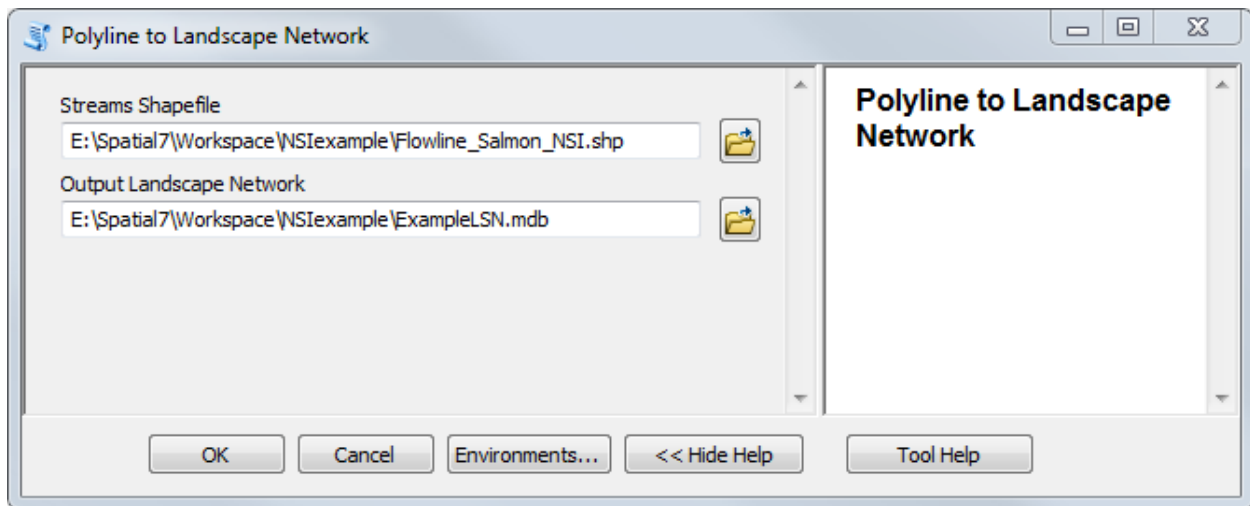 Polyline to Landscape Network
Streams Shapefile
E:\Spatial7\Workspace\NSIexample\Flowline_Salmon_NSI.shp
Output Landscape Network
E:\Spatial7\Workspace\NSIexample\ExampleLSN.mdb
Polyline to Landscape
Network
OK
Cancel
Environments...
<< Hide Help
Tool Help